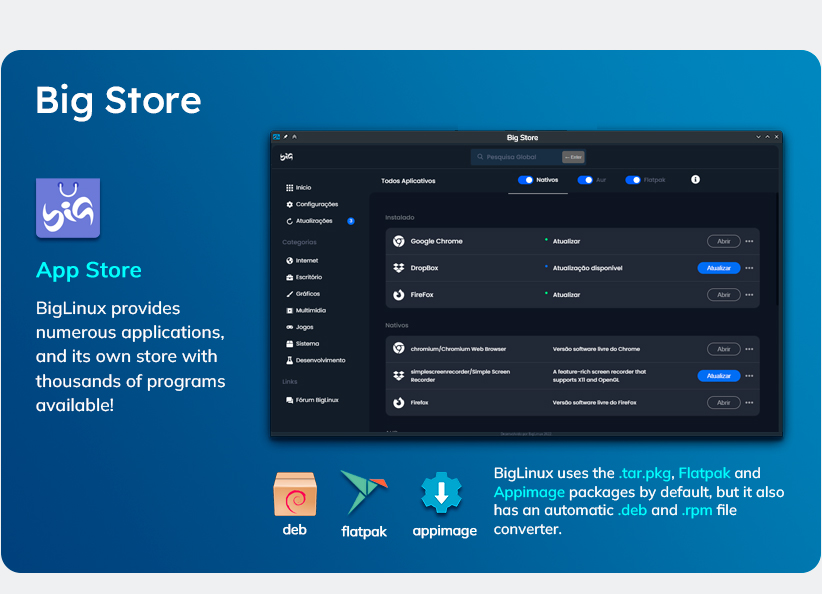 Big Store
Big Store
big
Pesquisa Global
Enter
Todos Aplicativos
Nativos
Aur
Flatpak
Início
Configurações
Atualizações
3
Categorias
Internet
Escritório
Gráficos
Multimídia
Jogos
Sistema
Desenvolvimento
Links
Fórum BigLinux
Instalado
Google Chrome
Atualizar
Abrir
DropBox
Atualização disponível
Atualizar
FireFox
Atualizar
Abrir
Nativos
chromium/Chromium Web Browser
Versão software livre do Chrome
Abrir
simplescreenrecorder/Simple Screen
Recorder
A feature-rich screen recorder that
supports X11 and OpenGL
Atualizar
Firefox
Versão software livre do FireFox
Abrir
big
App Store
BigLinux provides
numerous applications,
and its own store with
thousands of programs
available!
deb
flatpak
appimage
BigLinux uses the .tar.pkg, Flatpak and
Appimage packages by default, but it also
has an automatic .deb and .rpm file
converter.